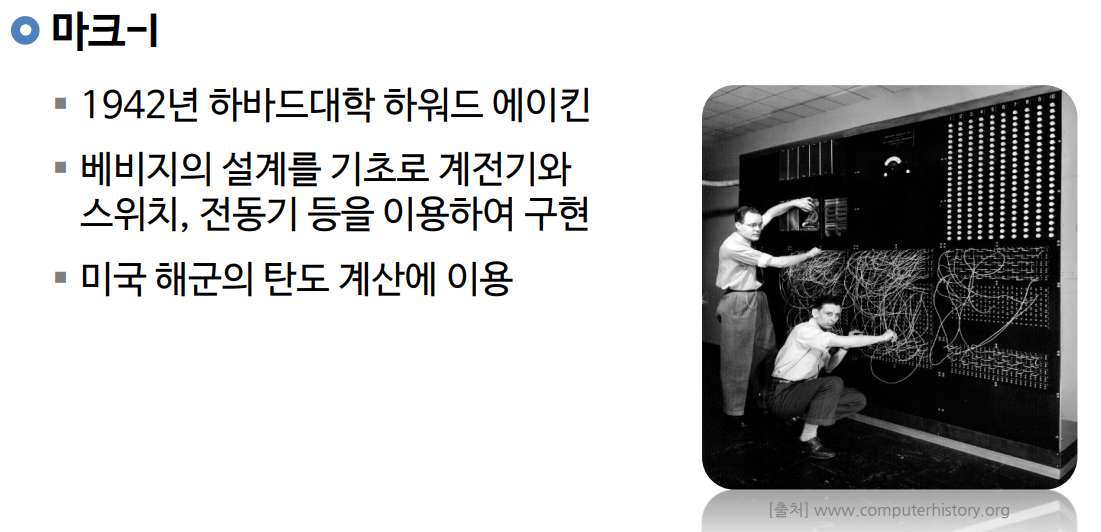 마크-I
1942년 하바드대학 하워드 에이킨
베비지의 설계를 기초로 계전기와
스위치, 전동기 등을 이용하여 구현
미국 해군의 탄도 계산에 이용
[출처] www.computerhistory.org